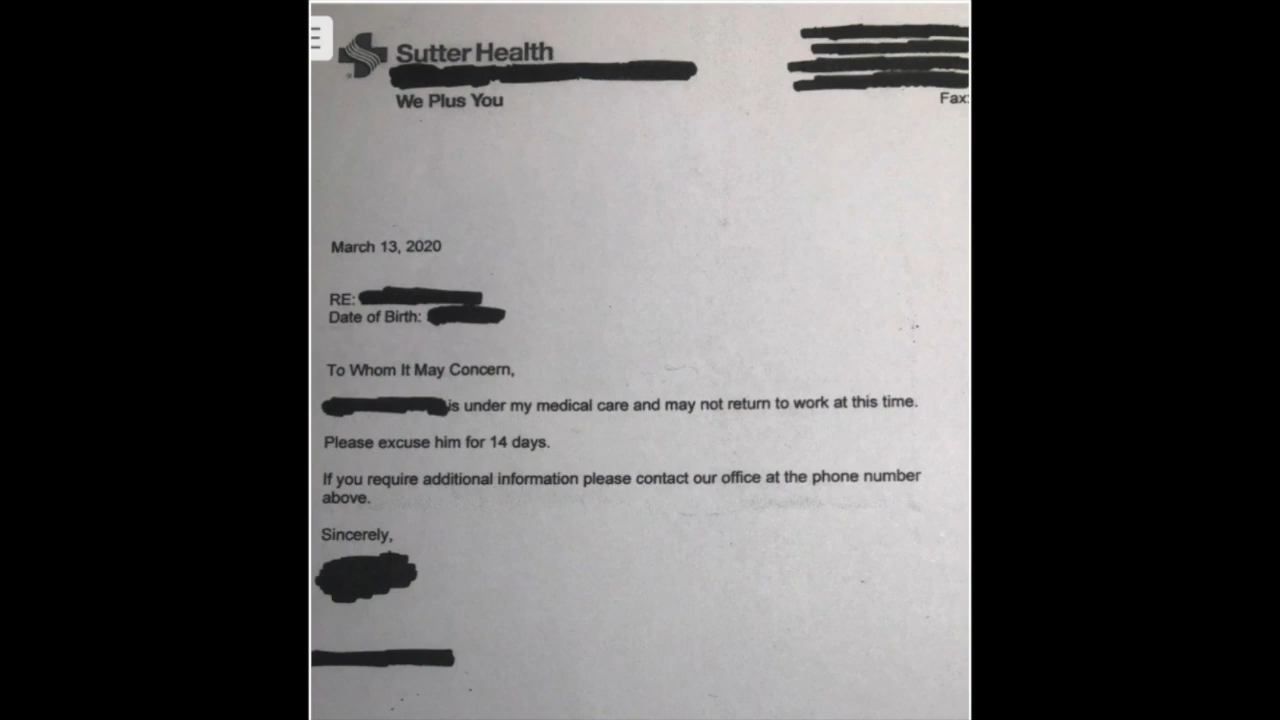 Sutter Health
We Plus You
Fax:
March 13, 2020
RE:
Date of Birth:
To Whom It May Concern,
is under my medical care and may not return to work at this time.
Please excuse him for 14 days.
If you require additional information please contact our office at the phone number
above.
Sincerely,